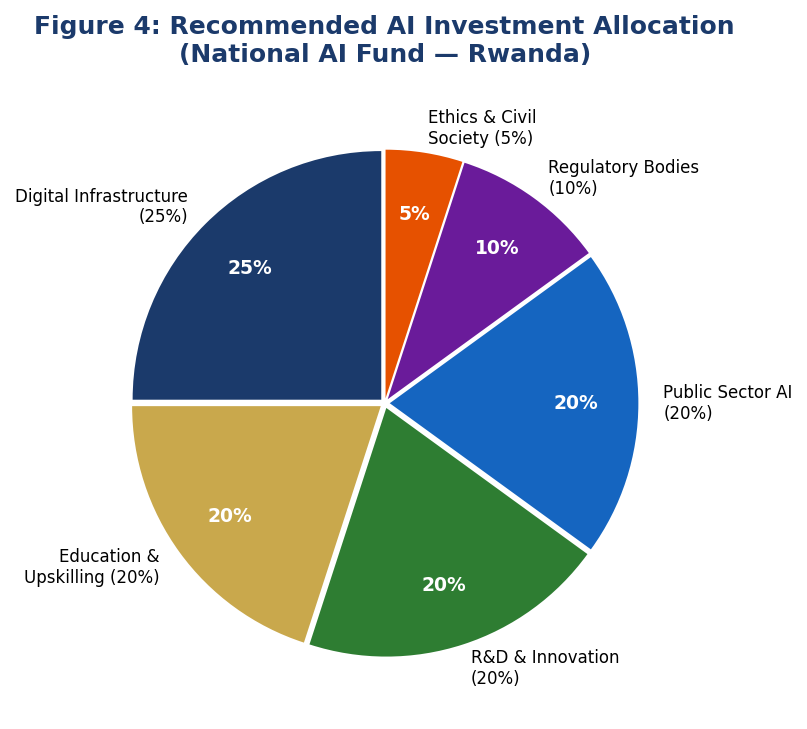 Figure 4: Recommended AI Investment Allocation
(National AI Fund — Rwanda)
Ethics & Civil
Society (5%)
Regulatory Bodies
(10%)
Digital Infrastructure
(25%)
5%
10%
25%
Public Sector AI
(20%)
20%
20%
Education &
Upskilling (20%)
20%
R&D & Innovation
(20%)